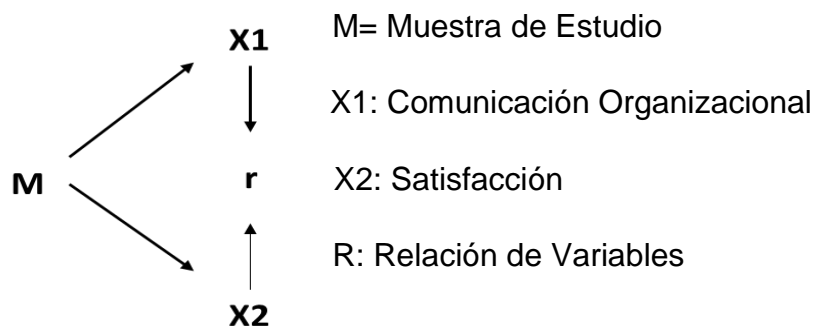 X1
M= Muestra de Estudio
X1: Comunicación Organizacional
M
r
X2: Satisfacción
R: Relación de Variables
X2